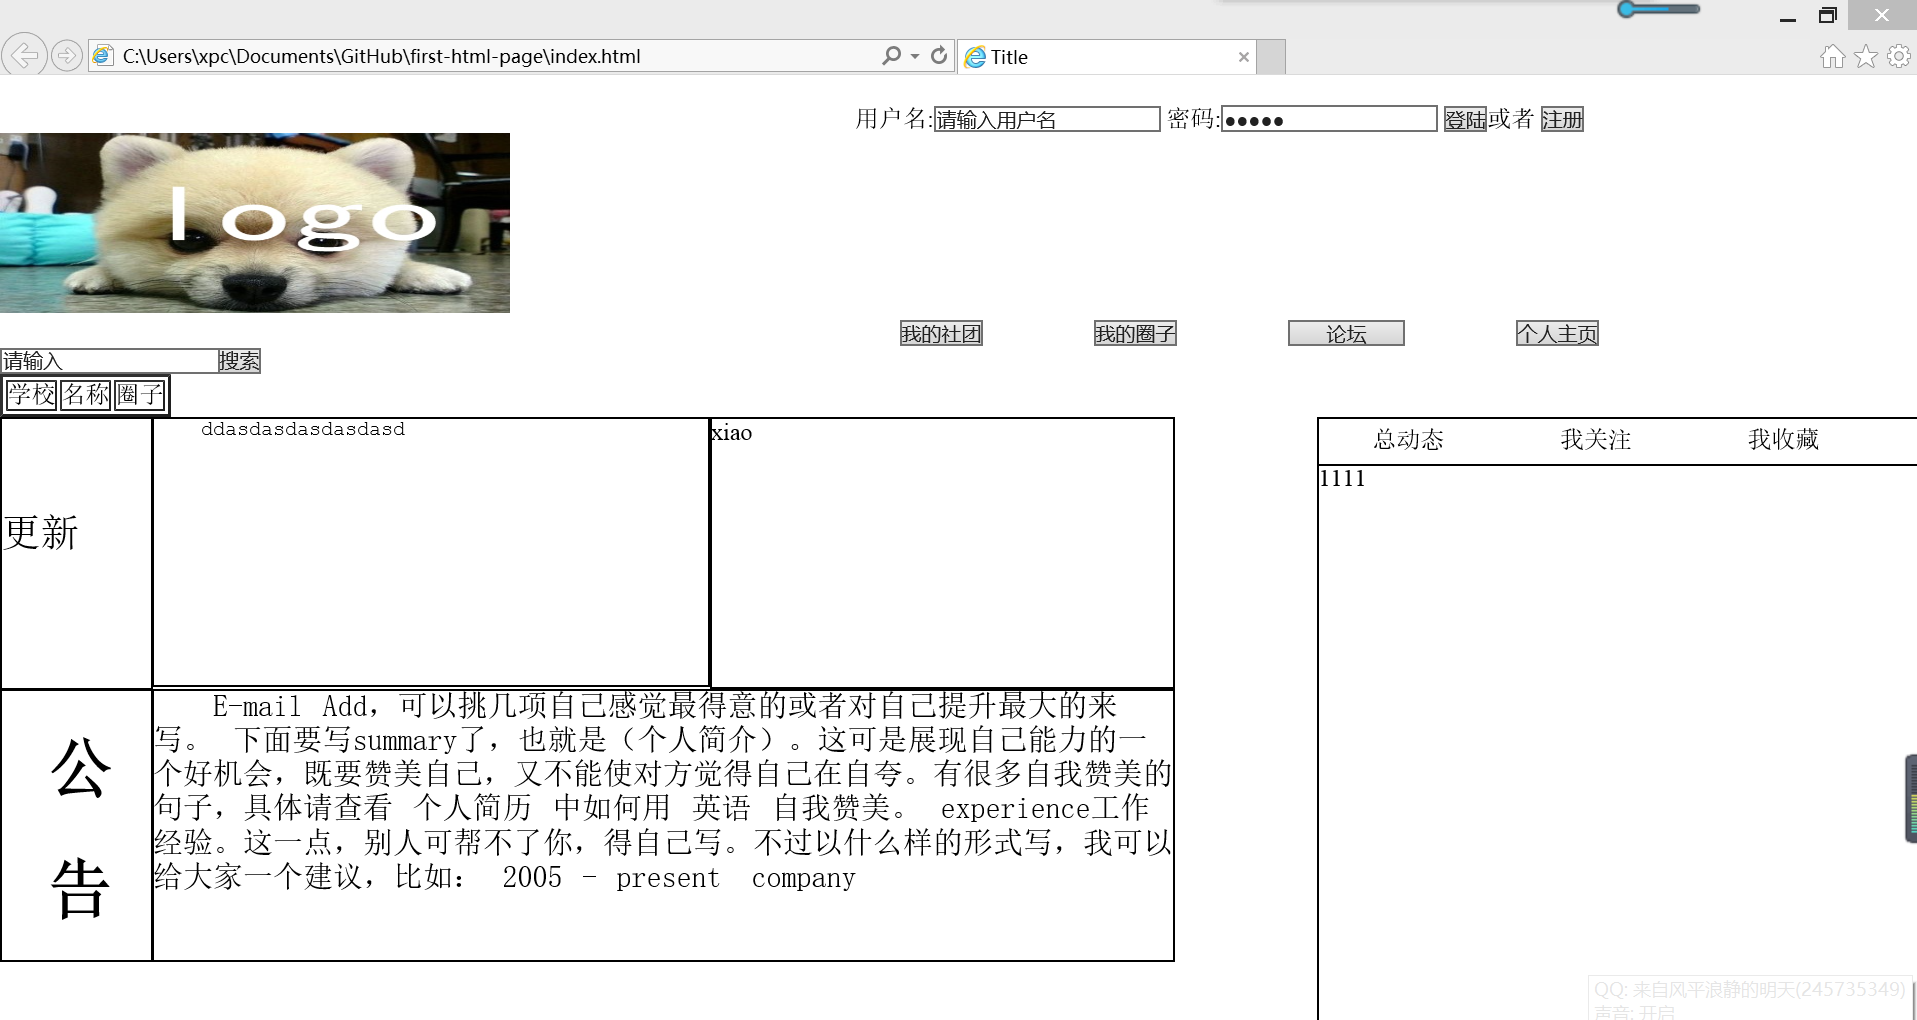 C:\Users\xpc\Documents\GitHub\first-html-page\index.html
Title
用户名:请输入用户名 密码:●●●●● 登陆或者 注册
logo
我的社团 我的圈子 论坛 个人主页
请输入 搜索
学校 名称 圈子
更新
ddasdasdasdasdasd
xiao
总动态 我关注 我收藏
1111
公
告
E-mail Add，可以挑几项自己感觉最得意的或者对自己提升最大的来
写。 下面要写summary了，也就是（个人简介）。这可是展现自己能力的一
个好机会，既要赞美自己，又不能使对方觉得自己在自夸。有很多自我赞美的
句子，具体请查看 个人简历 中如何用 英语 自我赞美。 experience工作
经验。这一点，别人可帮不了你，得自己写。不过以什么样的形式写，我可以
给大家一个建议，比如： 2005 - present company
QQ: 来自风平浪静的明天(245735349)
声音: 开启